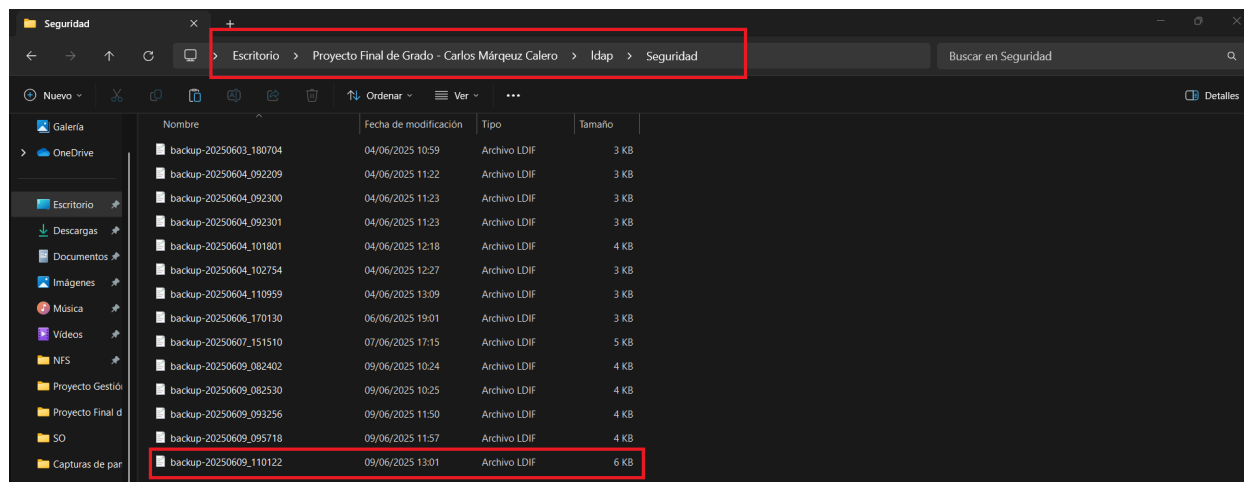 Seguridad
Escritorio > Proyecto Final de Grado - Carlos Márqeuz Calero > ldap > Seguridad
Buscar en Seguridad
Nuevo
Ordenar
Ver
Detalles
Galería
OneDrive
Escritorio
Descargas
Documentos
Imágenes
Música
Vídeos
NFS
Proyecto Gestión
Proyecto Final d
SO
Capturas de pan
Nombre Fecha de modificación Tipo Tamaño
backup-20250603_180704 04/06/2025 10:59 Archivo LDIF 3 KB
backup-20250604_092209 04/06/2025 11:22 Archivo LDIF 3 KB
backup-20250604_092300 04/06/2025 11:23 Archivo LDIF 3 KB
backup-20250604_092301 04/06/2025 11:23 Archivo LDIF 3 KB
backup-20250604_101801 04/06/2025 12:18 Archivo LDIF 4 KB
backup-20250604_102754 04/06/2025 12:27 Archivo LDIF 3 KB
backup-20250604_110959 04/06/2025 13:09 Archivo LDIF 3 KB
backup-20250606_170130 06/06/2025 19:01 Archivo LDIF 3 KB
backup-20250607_151510 07/06/2025 17:15 Archivo LDIF 5 KB
backup-20250609_082402 09/06/2025 10:24 Archivo LDIF 4 KB
backup-20250609_082530 09/06/2025 10:25 Archivo LDIF 4 KB
backup-20250609_093256 09/06/2025 11:50 Archivo LDIF 4 KB
backup-20250609_095718 09/06/2025 11:57 Archivo LDIF 4 KB
backup-20250609_110122 09/06/2025 13:01 Archivo LDIF 6 KB